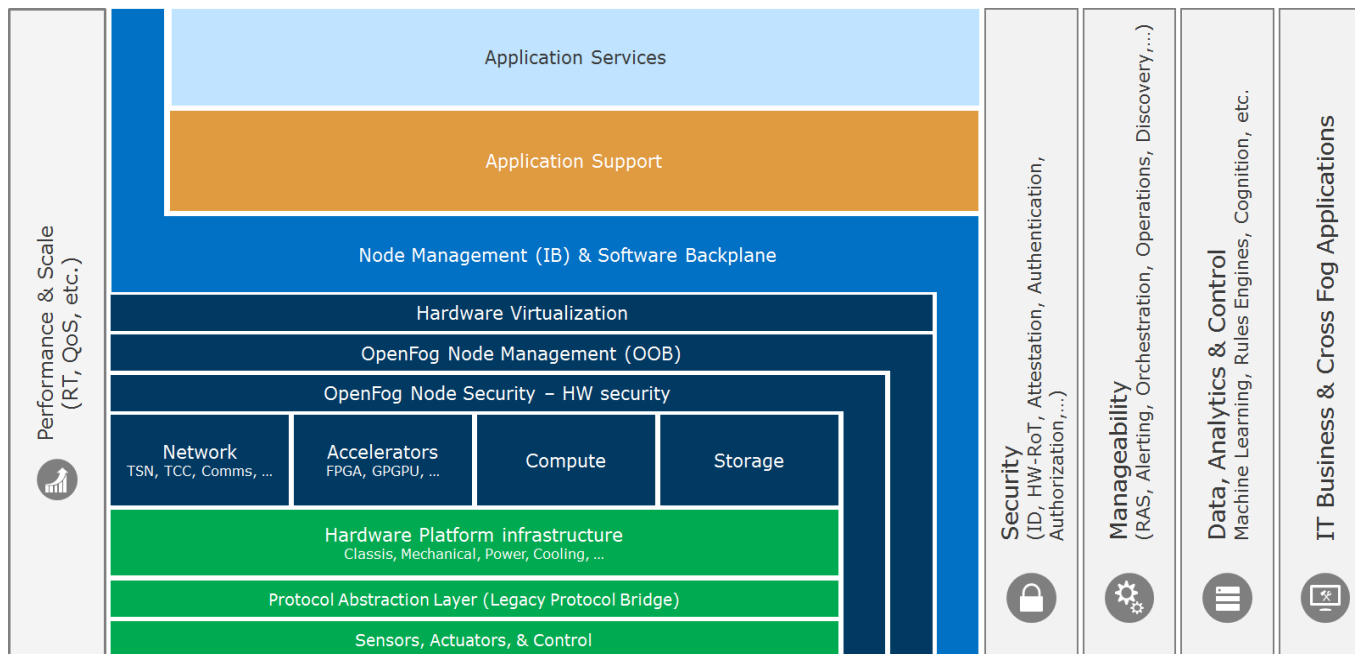 Performance & Scale
(RT, QoS, etc.)
Application Services
Application Support
Node Management (IB) & Software Backplane
Hardware Virtualization
OpenFog Node Management (OOB)
OpenFog Node Security – HW security
Network
TSN, TCC, Comms, ...
Accelerators
FPGA, GPGPU, ...
Compute
Storage
Hardware Platform infrastructure
Classis, Mechanical, Power, Cooling, ...
Protocol Abstraction Layer (Legacy Protocol Bridge)
Sensors, Actuators, & Control
Security
(ID, HW-RoT, Attestation, Authentication,
Authorization,...)
Manageability
(RAS, Alerting, Orchestration, Operations, Discovery,...)
Data, Analytics & Control
Machine Learning, Rules Engines, Cognition, etc.
IT Business & Cross Fog Applications